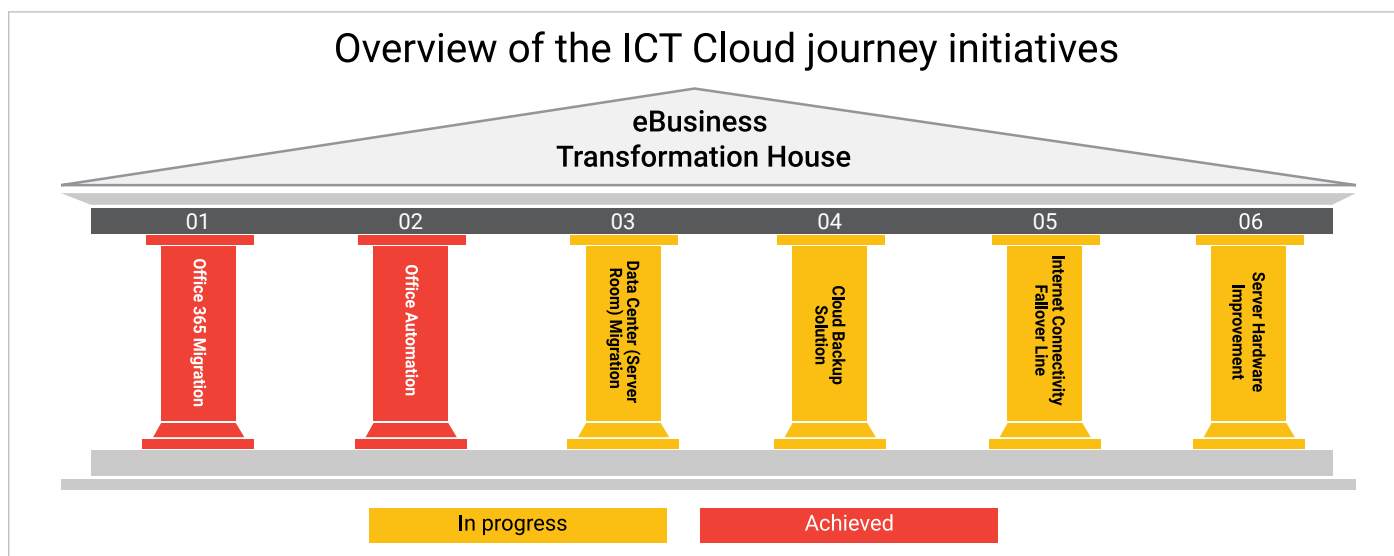 Overview of the ICT Cloud journey initiatives
eBusiness
Transformation House
01
02
03
04
05
06
Office 365 Migration
Office Automation
Data Center (Server
Room) Migration
Cloud Backup
Solution
Internet Connectivity
Fallover Line
Server Hardware
Improvement
In progress
Achieved